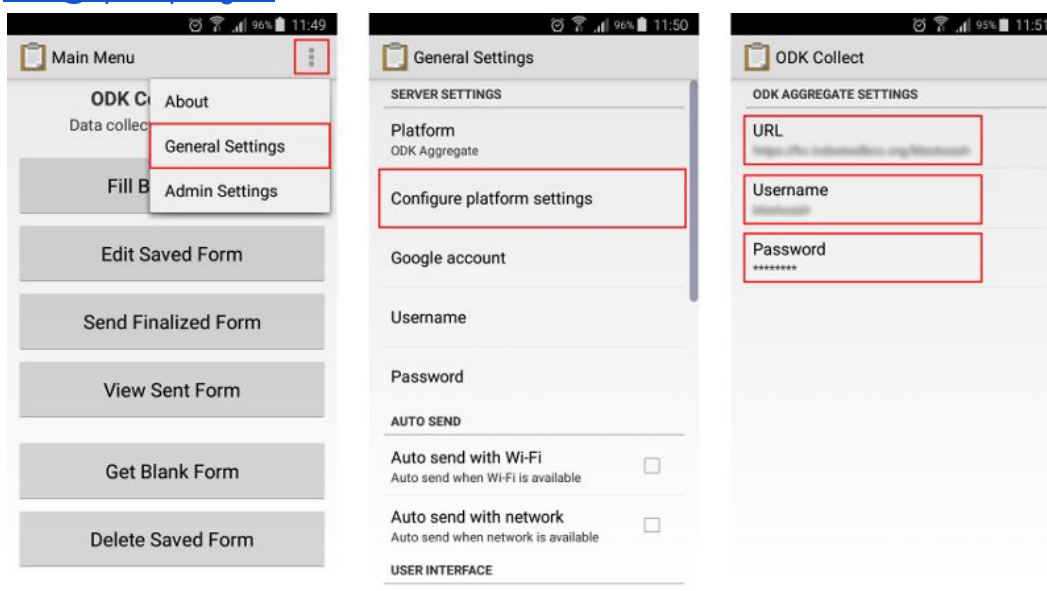 96% 11:49
Main Menu
ODK C
About
Data collec
General Settings
Fill B
Admin Settings
Edit Saved Form
Send Finalized Form
View Sent Form
Get Blank Form
Delete Saved Form
96% 11:50
General Settings
SERVER SETTINGS
Platform
ODK Aggregate
Configure platform settings
Google account
Username
Password
AUTO SEND
Auto send with Wi-Fi
Auto send when Wi-Fi is available
Auto send with network
Auto send when network is available
USER INTERFACE
95% 11:51
ODK Collect
ODK AGGREGATE SETTINGS
URL
Username
Password
********